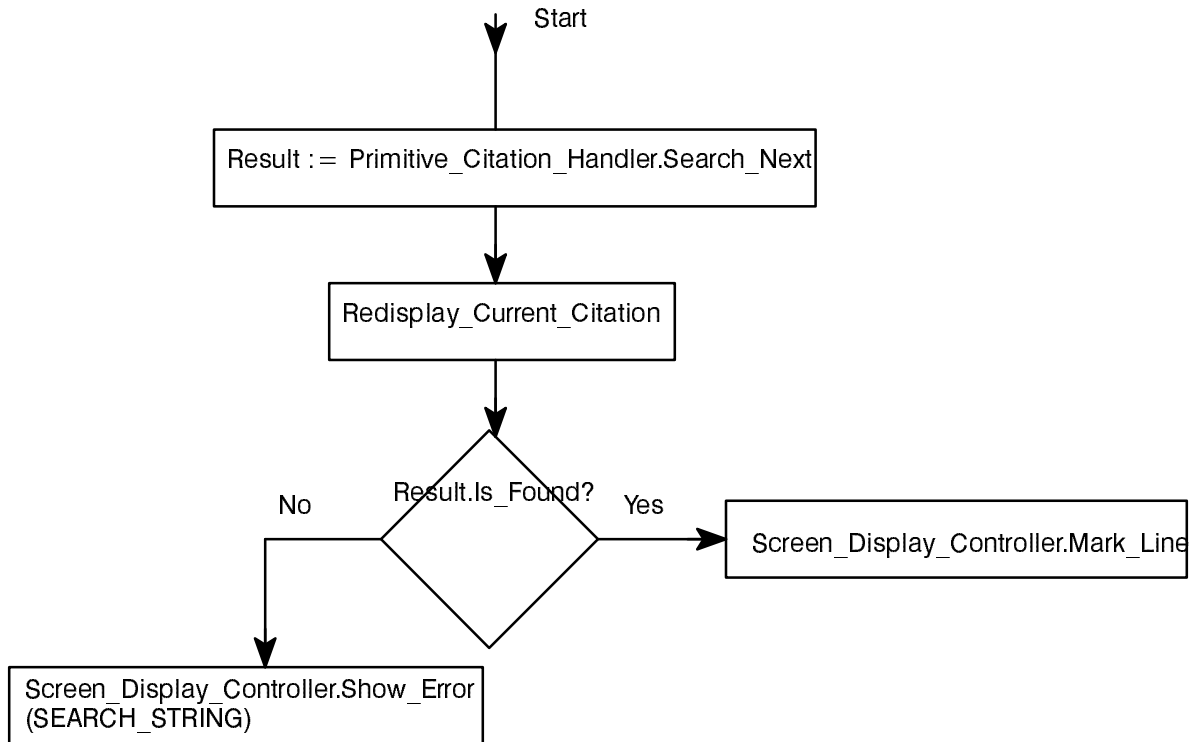 Start
Result := Primitive_Citation_Handler.Search_Next
Redisplay_Current_Citation
Result.Is_Found?
No
Yes
Screen_Display_Controller.Mark_Line
Screen_Display_Controller.Show_Error
(SEARCH_STRING)